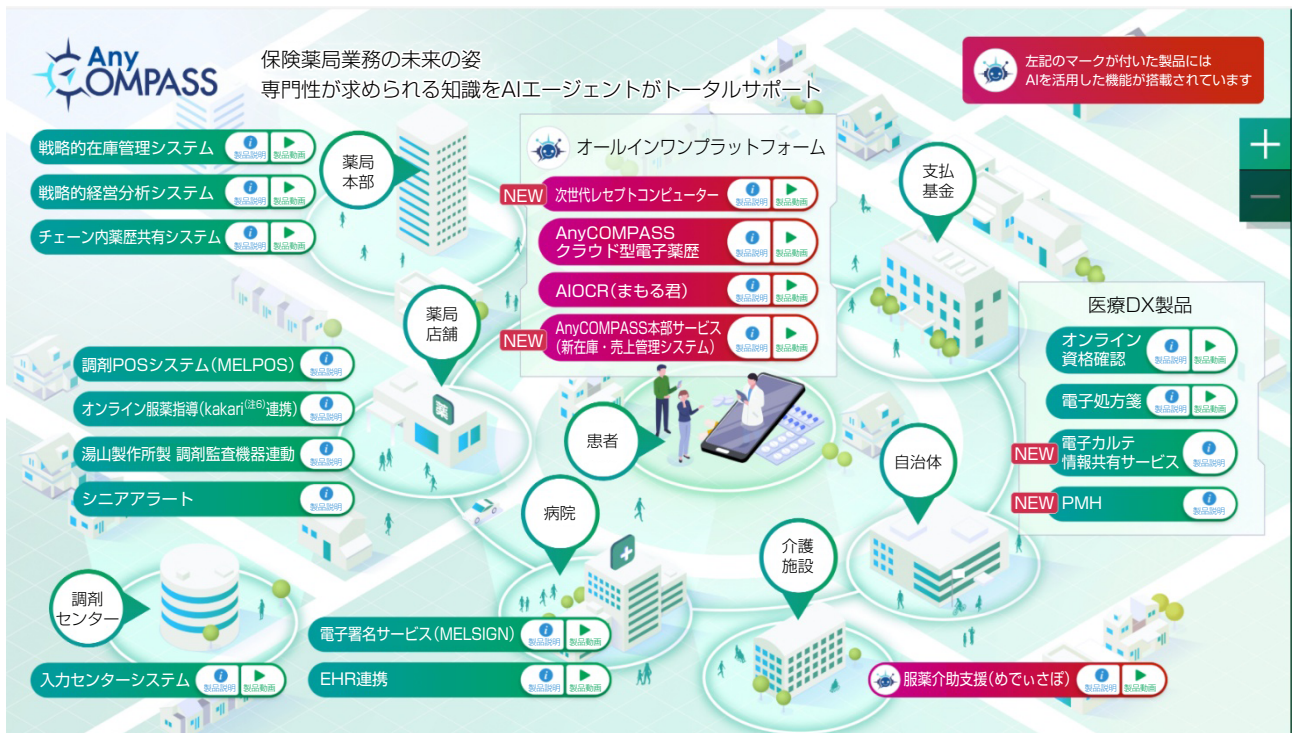 Any
COMPASS
保険薬局業務の未来の姿
専門性が求められる知識をAIエージェントがトータルサポート
左記のマークが付いた製品には
AIを活用した機能が搭載されています
戦略的在庫管理システム
製品説明 製品動画
戦略的経営分析システム
製品説明 製品動画
チェーン内薬歴共有システム
製品説明 製品動画
薬局
本部
オールインワンプラットフォーム
NEW 次世代レセプトコンピューター
製品説明 製品動画
AnyCOMPASS
クラウド型電子薬歴
製品説明 製品動画
AIOCR(まもる君)
製品説明 製品動画
NEW AnyCOMPASS本部サービス
(新在庫・売上管理システム)
製品説明 製品動画
支払
基金
+
−
医療DX製品
オンライン
資格確認
製品説明 製品動画
電子処方箋
製品説明 製品動画
NEW 電子カルテ
情報共有サービス
製品説明
NEW PMH
製品説明
薬局
店舗
薬
調剤POSシステム(MELPOS)
製品説明
オンライン服薬指導(kakari(注6)連携)
製品説明
湯山製作所製 調剤監査機器連動
製品説明
シニアアラート
製品説明
患者
自治体
病院
介護
施設
調剤
センター
入力センターシステム
製品説明 製品動画
電子署名サービス(MELSIGN)
製品説明 製品動画
EHR連携
製品説明 製品動画
服薬介助支援(めでぃさぽ)
製品説明 製品動画